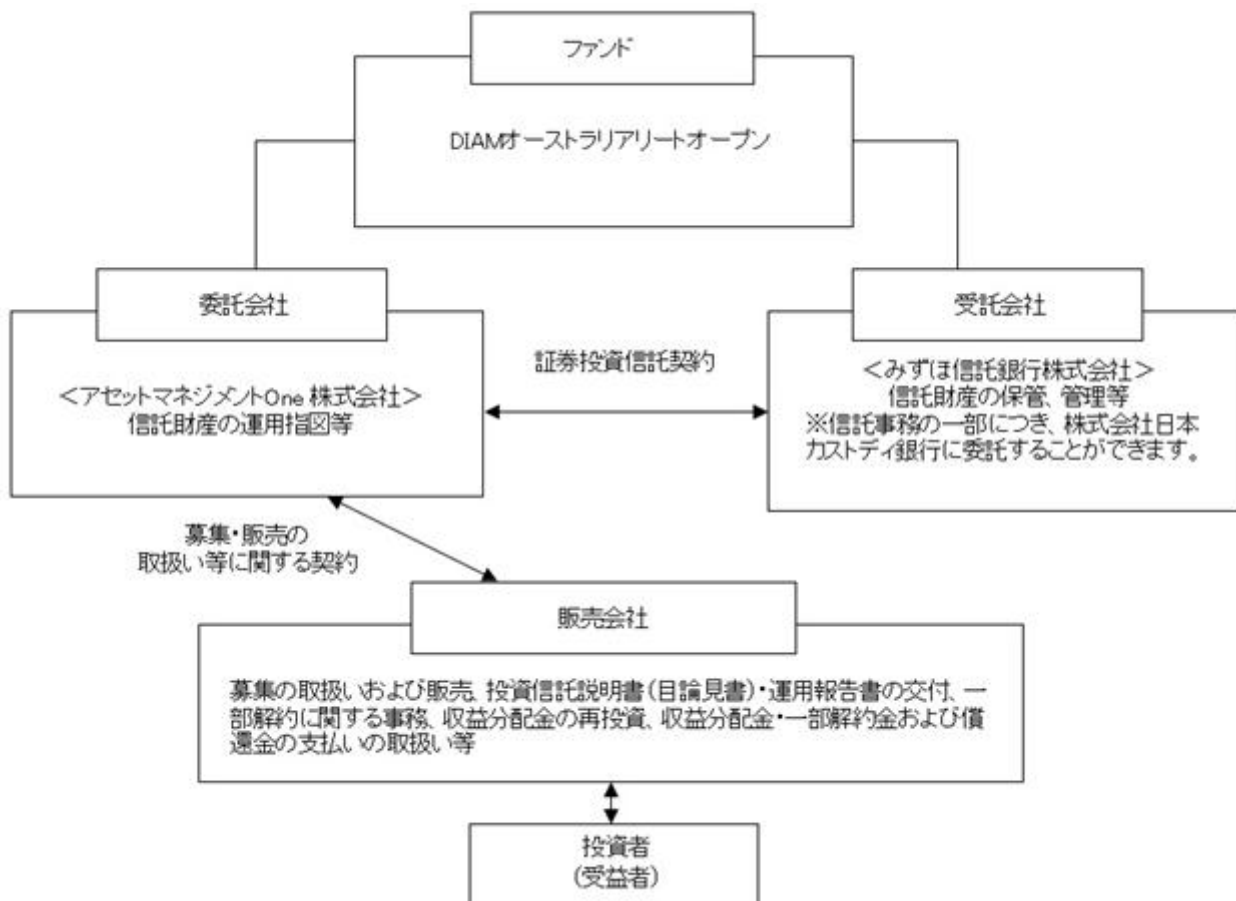 ファンド
DIAMオーストラリアリートオープン
委託会社
<アセットマネジメントOne 株式会社>
信託財産の運用指図等
証券投資信託契約
受託会社
<みずほ信託銀行株式会社>
信託財産の保管、管理等
※信託事務の一部につき、株式会社日本
カストディ銀行に委託することができます。
募集・販売の
取扱い等に関する契約
販売会社
募集の取扱いおよび販売、投資信託説明書(目論見書)・運用報告書の交付、一
部解約に関する事務、収益分配金の再投資、収益分配金・一部解約金および償
還金の支払いの取扱い等
投資者
(受益者)